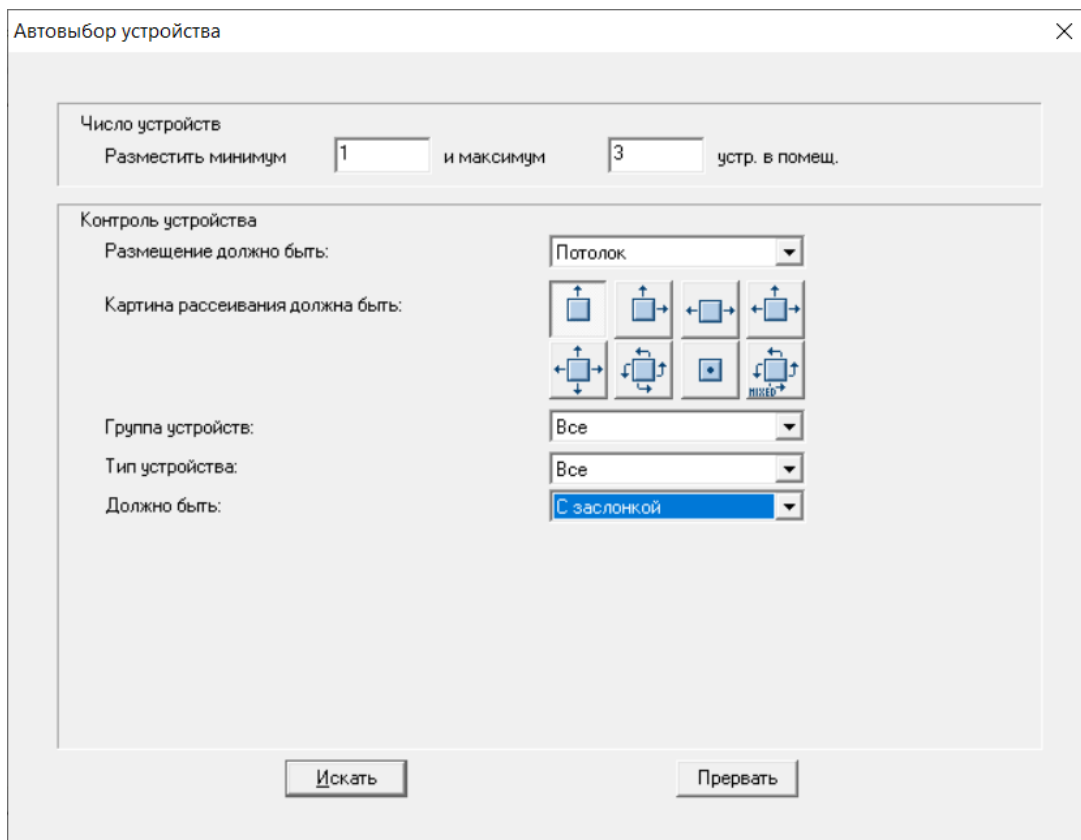 Автовыбор устройства
Число устройств
Разместить минимум 1 и максимум 3 устр. в помещ.
Контроль устройства
Размещение должно быть: Потолок
Картина рассеивания должна быть:
MIXED
Группа устройств: Все
Тип устройства: Все
Должно быть: С заслонкой
Искать Прервать